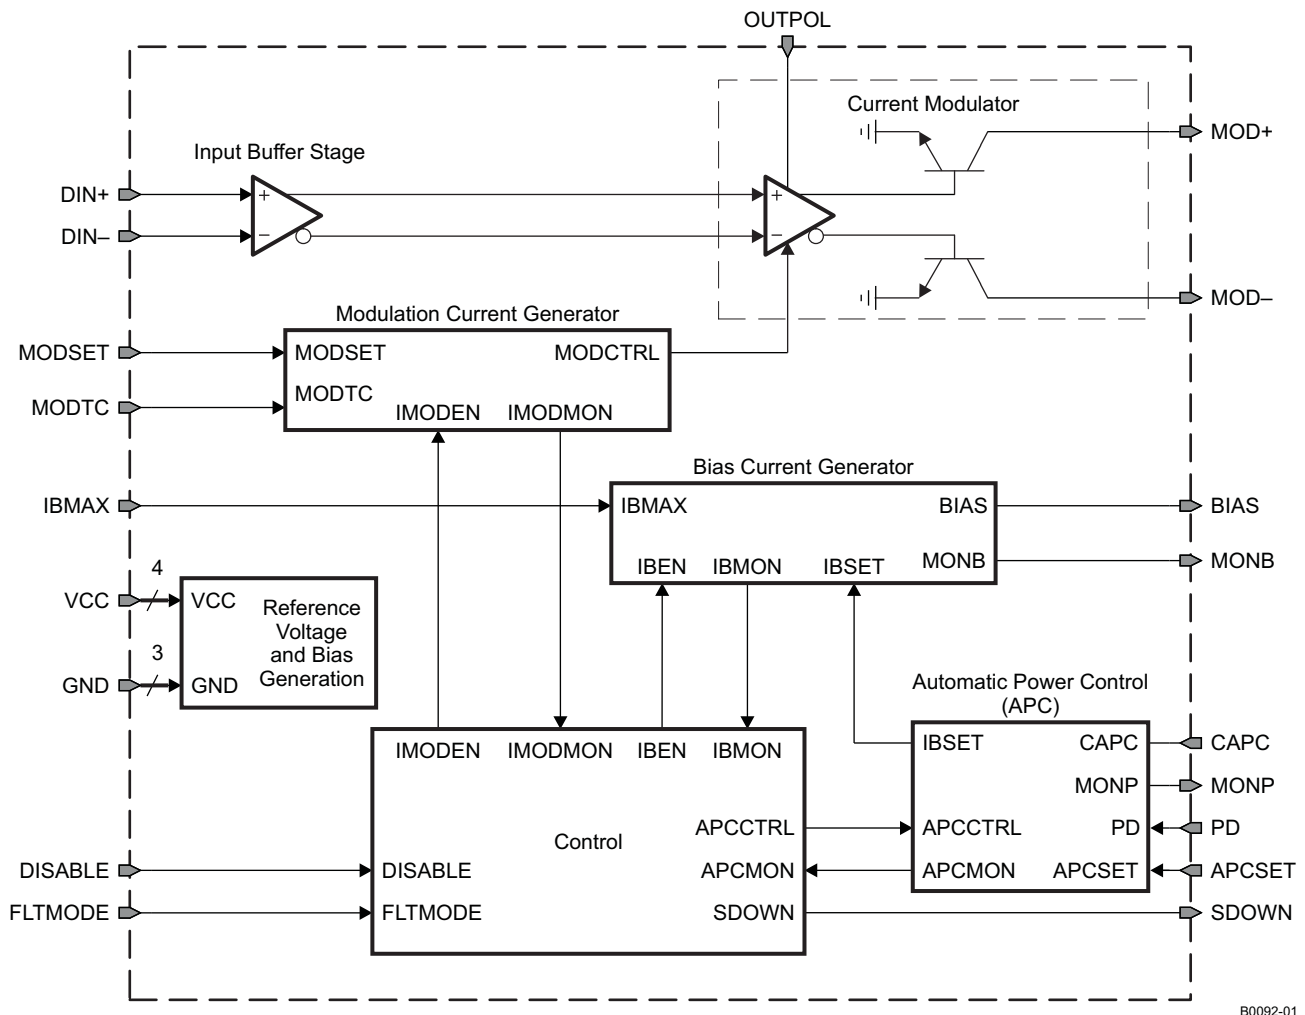 OUTPOL
Current Modulator
MOD+
Input Buffer Stage
DIN+
+
+
DIN–
–
–
MOD–
Modulation Current Generator
MODSET
MODSET
MODCTRL
MODTC
MODTC
IMODEN
IMODMON
Bias Current Generator
IBMAX
IBMAX
BIAS
BIAS
IBEN
IBMON
IBSET
MONB
MONB
4
VCC
VCC
Reference
Voltage
and Bias
Generation
3
GND
GND
Automatic Power Control
(APC)
IMODEN
IMODMON
IBEN
IBMON
IBSET
CAPC
CAPC
MONP
MONP
Control
APCCTRL
APCCTRL
PD
PD
DISABLE
DISABLE
APCMON
APCMON
APCSET
APCSET
FLTMODE
FLTMODE
SDOWN
SDOWN
B0092-01